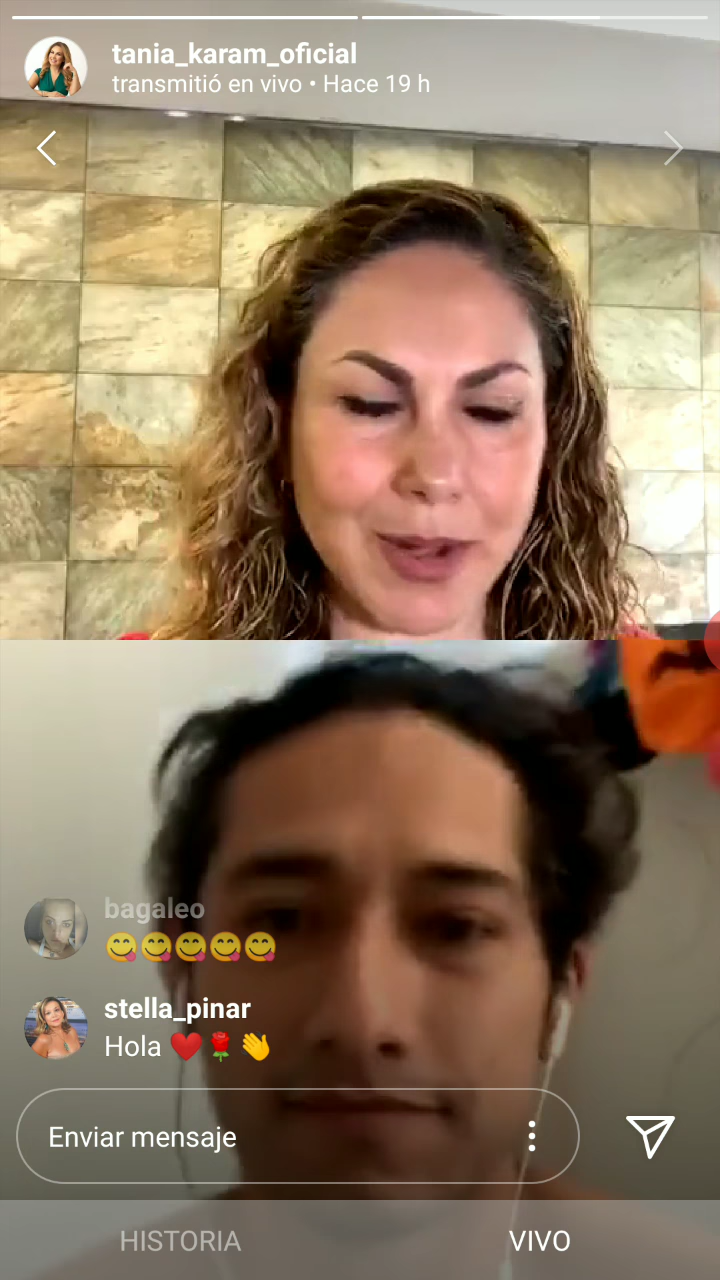 tania_karam_oficial
transmitió en vivo • Hace 19 h
bagaleo
😋😋😋😋😋
stella_pinar
Hola ❤️🌹👋
Enviar mensaje
HISTORIA
VIVO